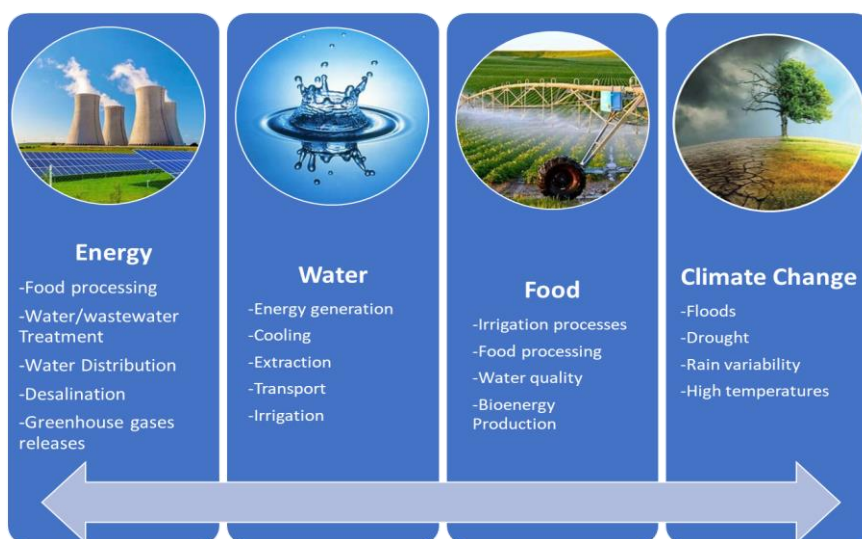 Energy
-Food processing
-Water/wastewater
Treatment
-Water Distribution
-Desalination
-Greenhouse gases
releases
Water
-Energy generation
-Cooling
-Extraction
-Transport
-Irrigation
Food
-Irrigation processes
-Food processing
-Water quality
-Bioenergy
Production
Climate Change
-Floods
-Drought
-Rain variability
-High temperatures